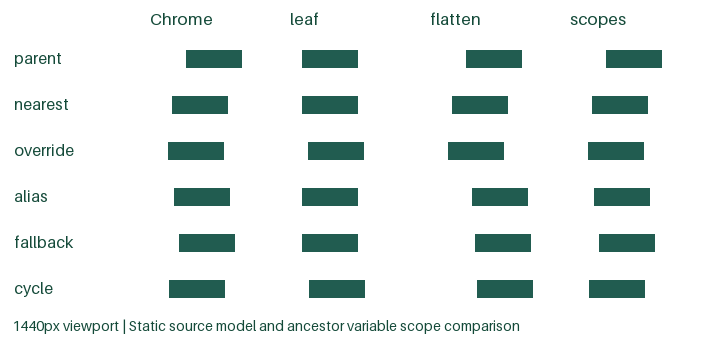 Chrome leaf flatten scopes
parent
nearest
override
alias
fallback
cycle
1440px viewport | Static source model and ancestor variable scope comparison